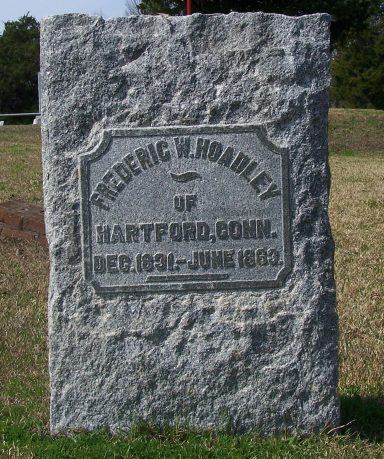 FREDERIC W. HOADLEY
OF
HARTFORD, CONN.
DEC. 1831.–JUNE 1863.